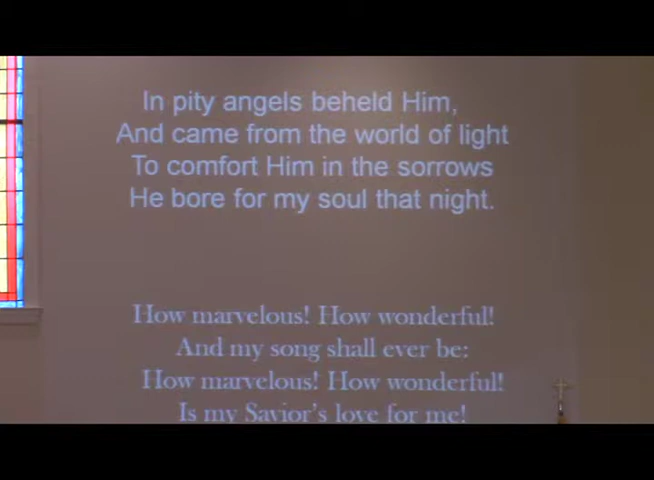 In pity angels beheld Him,
And came from the world of light
To comfort Him in the sorrows
He bore for my soul that night.
How marvelous! How wonderful!
And my song shall ever be:
How marvelous! How wonderful!
Is my Savior's love for me!